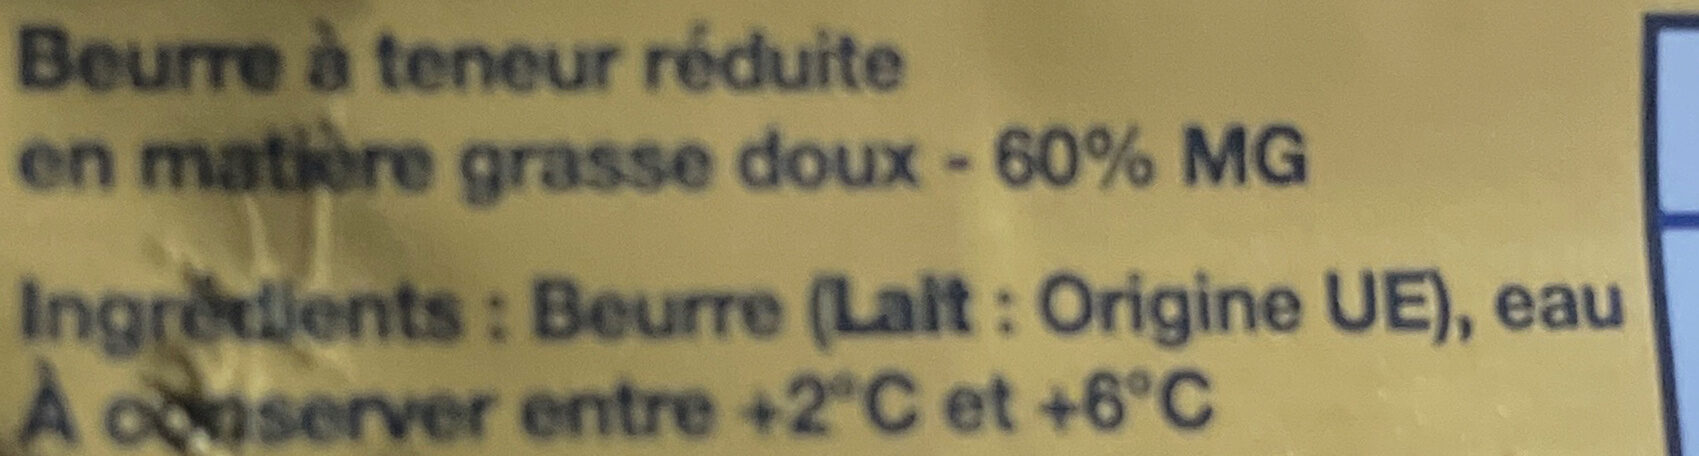 Beurre à teneur réduite
en matière grasse doux - 60% MG
Ingrédients : Beurre (Lait : Origine UE), eau
À conserver entre +2°C et +6°C